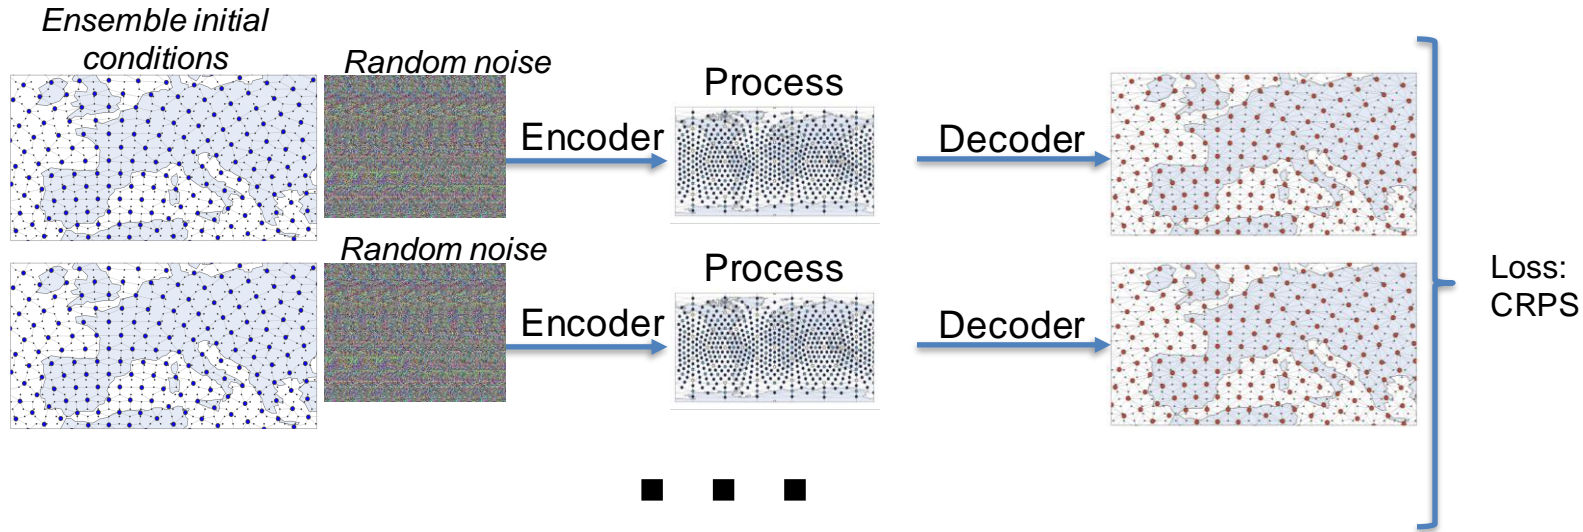 Ensemble initial
conditions
Random noise
Encoder
Process
Decoder
Random noise
Encoder
Process
Decoder
Loss:
CRPS